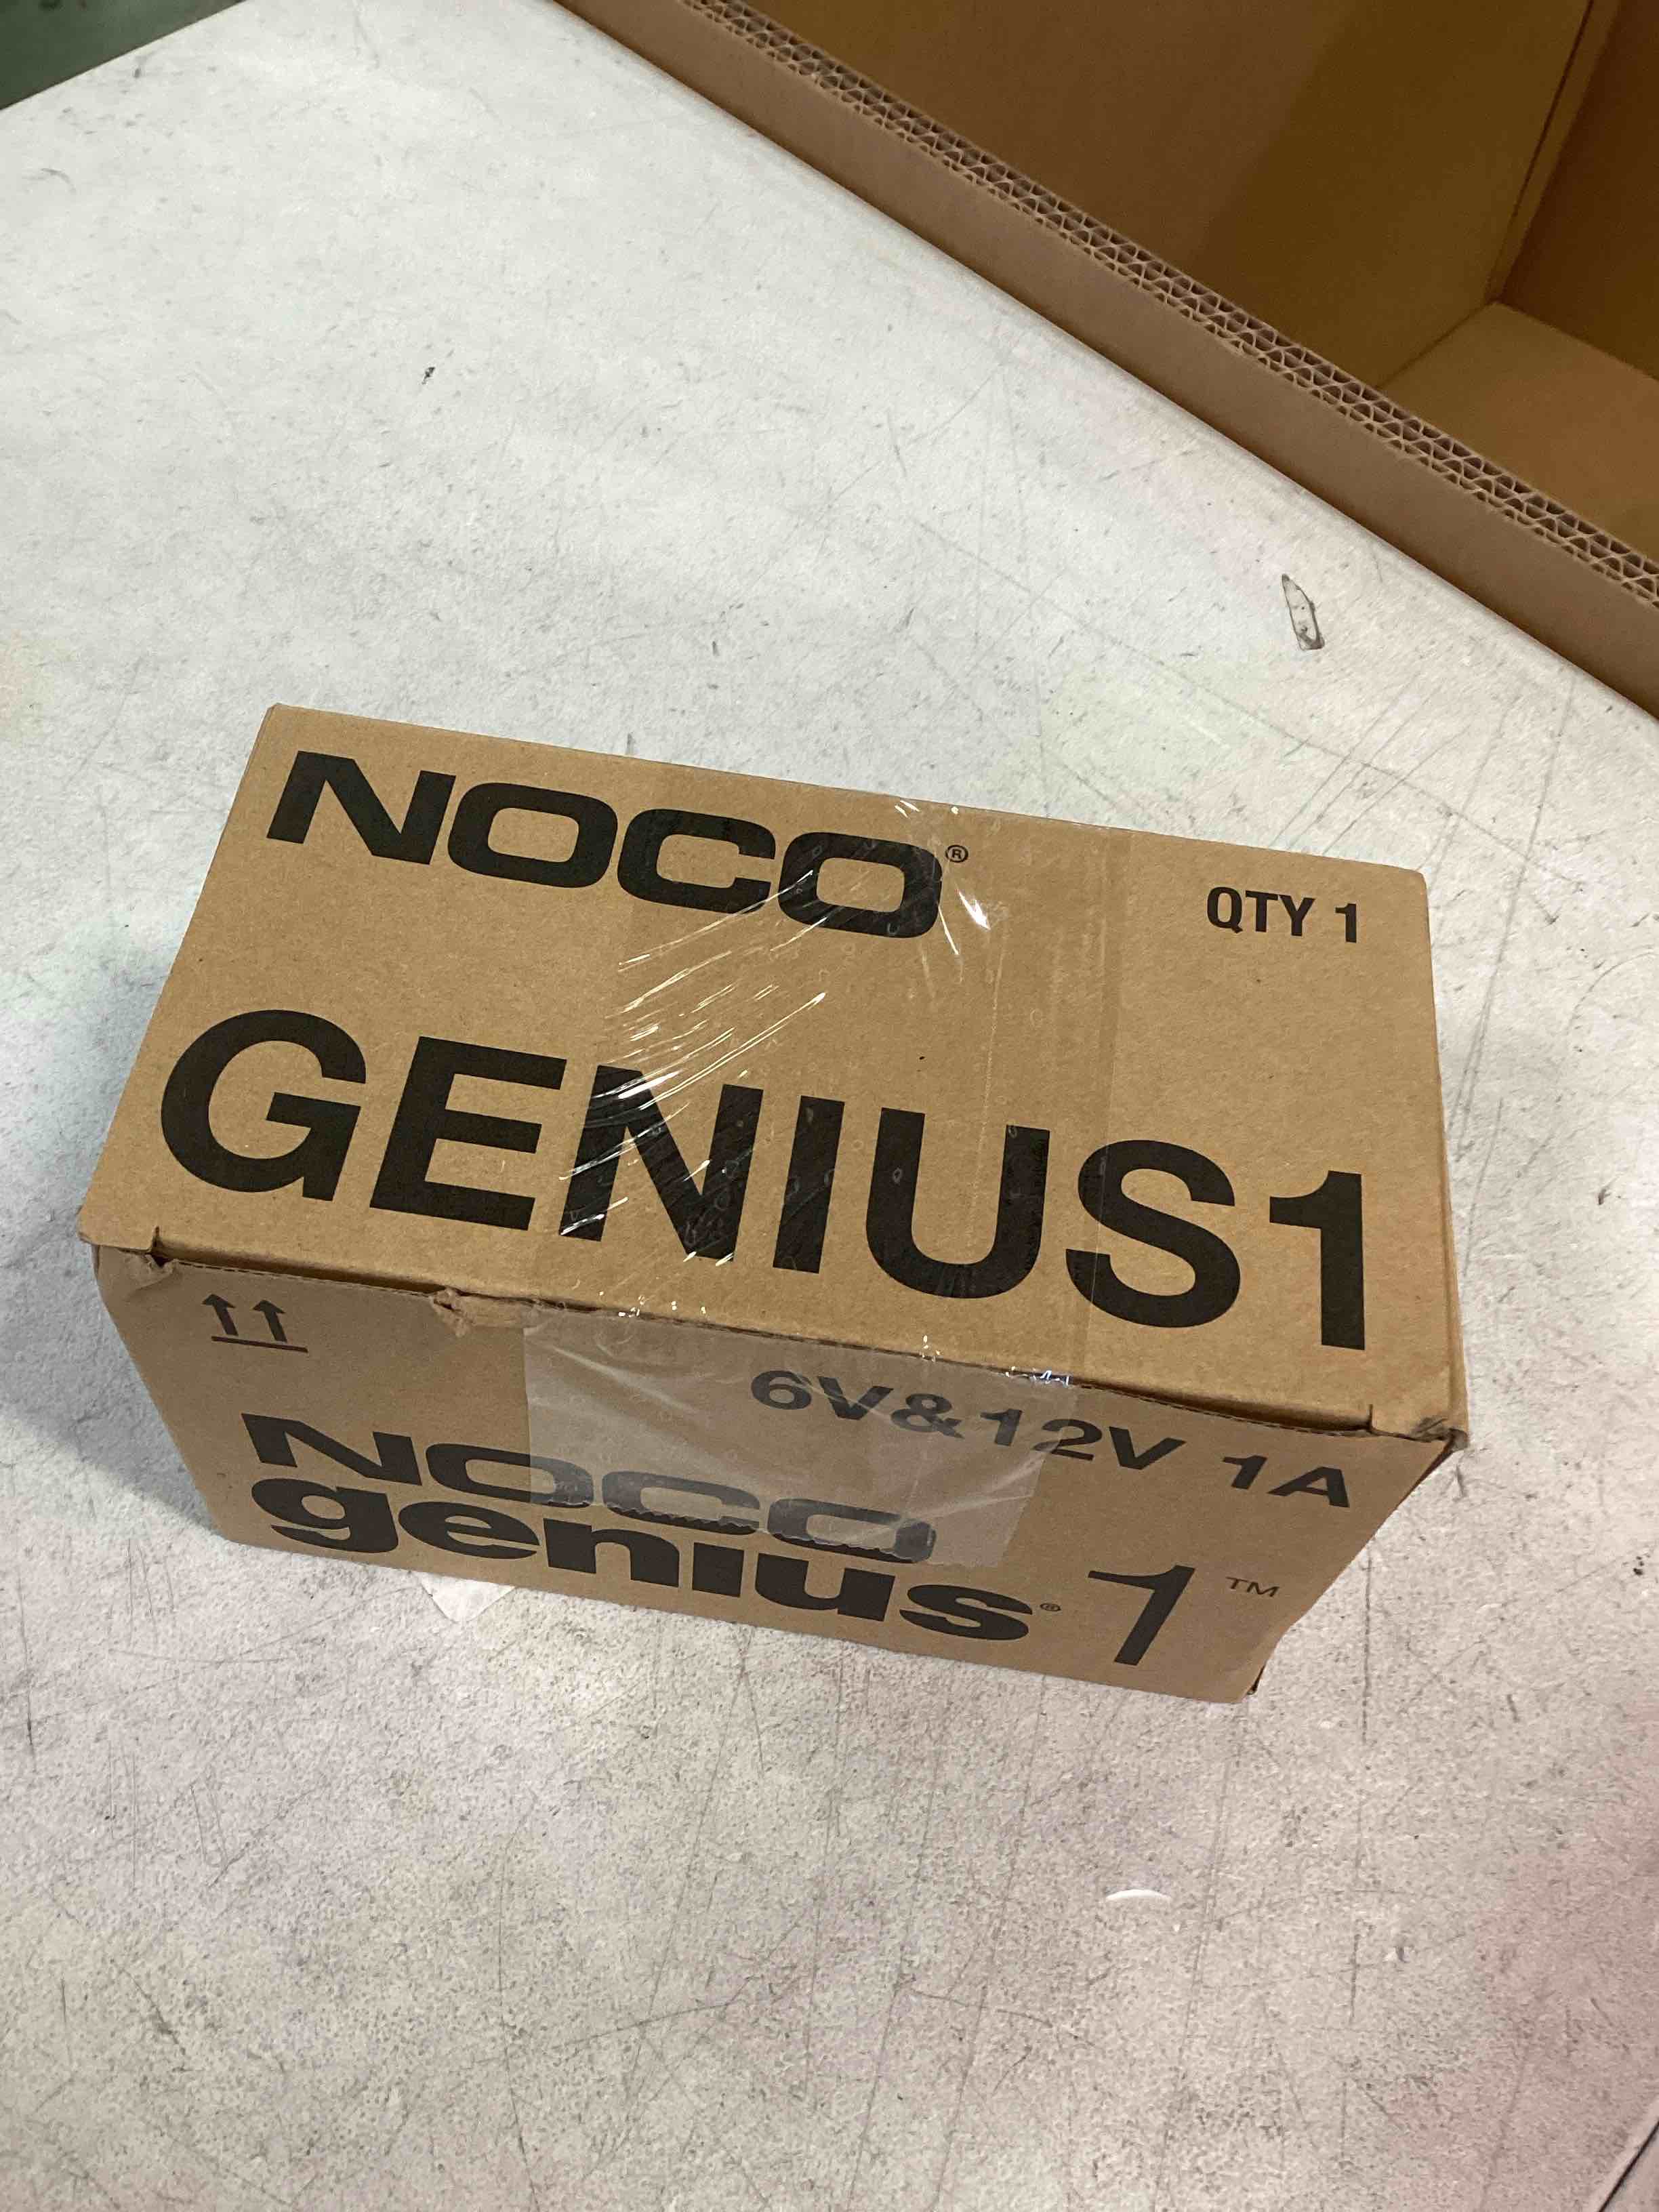 NOCO®
QTY 1
GENIUS1
6V&12V 1A
NOCO
genius® 1™